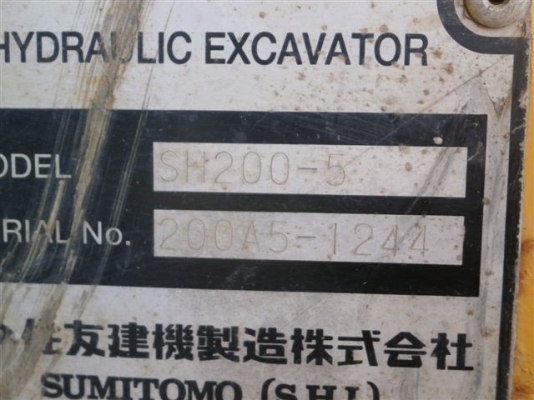 HYDRAULIC EXCAVATOR
ODEL SH200-5
RIAL No. 200A5-1244
住友建機製造株式会社
SUMITOMO (S.H.I.)